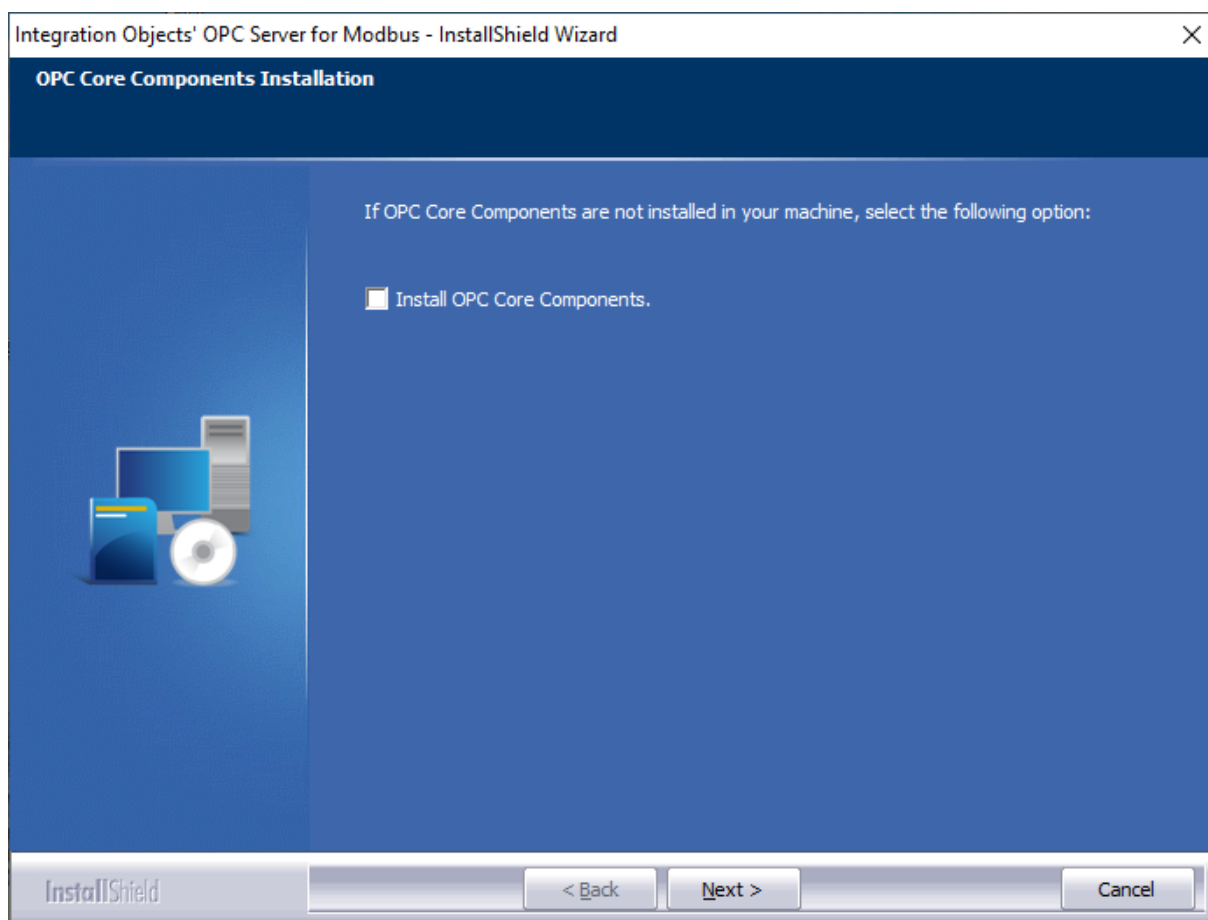 Integration Objects' OPC Server for Modbus - InstallShield Wizard
OPC Core Components Installation
If OPC Core Components are not installed in your machine, select the following option:
Install OPC Core Components.
InstallShield
< Back
Next >
Cancel